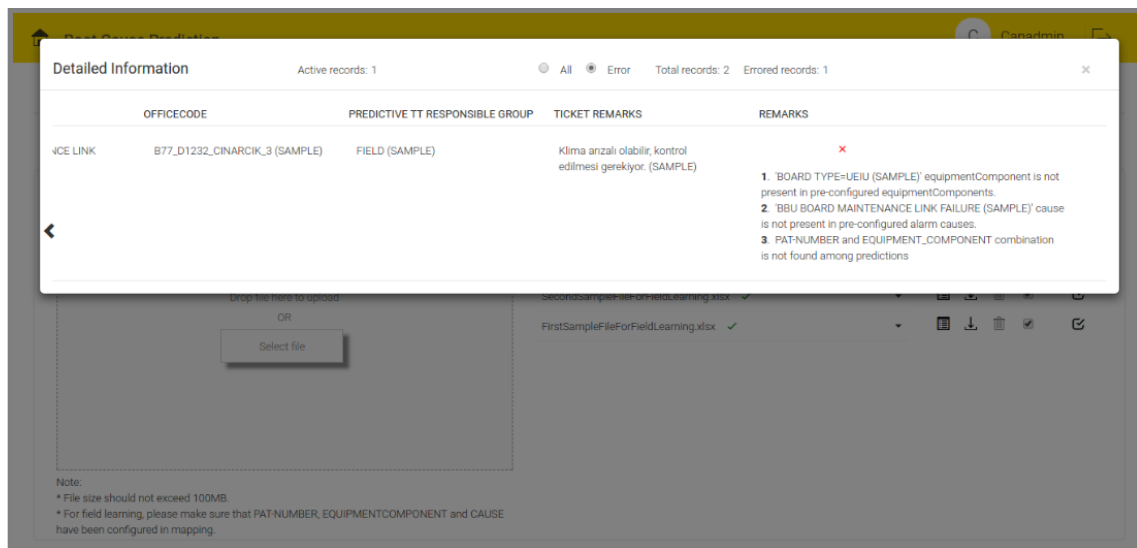 Root Cause Prediction C Canadmin
Detailed Information Active records: 1 All Error Total records: 2 Errored records: 1 ×
OFFICECODE PREDICTIVE TT RESPONSIBLE GROUP TICKET REMARKS REMARKS
NCE LINK B77_D1232_CINARCIK_3 (SAMPLE) FIELD (SAMPLE) Klima arızalı olabilir, kontrol
edilmesi gerekiyor. (SAMPLE)
1. 'BOARD TYPE=UEIU (SAMPLE)' equipmentComponent is not
present in pre-configured equipmentComponents.
2. 'BBU BOARD MAINTENANCE LINK FAILURE (SAMPLE)' cause
is not present in pre-configured alarm causes.
3. PAT-NUMBER and EQUIPMENT_COMPONENT combination
is not found among predictions
Drop file here to upload
OR
Select file
SecondSampleFileForFieldLearning.xlsx
FirstSampleFileForFieldLearning.xlsx
Note:
* File size should not exceed 100MB.
* For field learning, please make sure that PAT-NUMBER, EQUIPMENTCOMPONENT and CAUSE
have been configured in mapping.